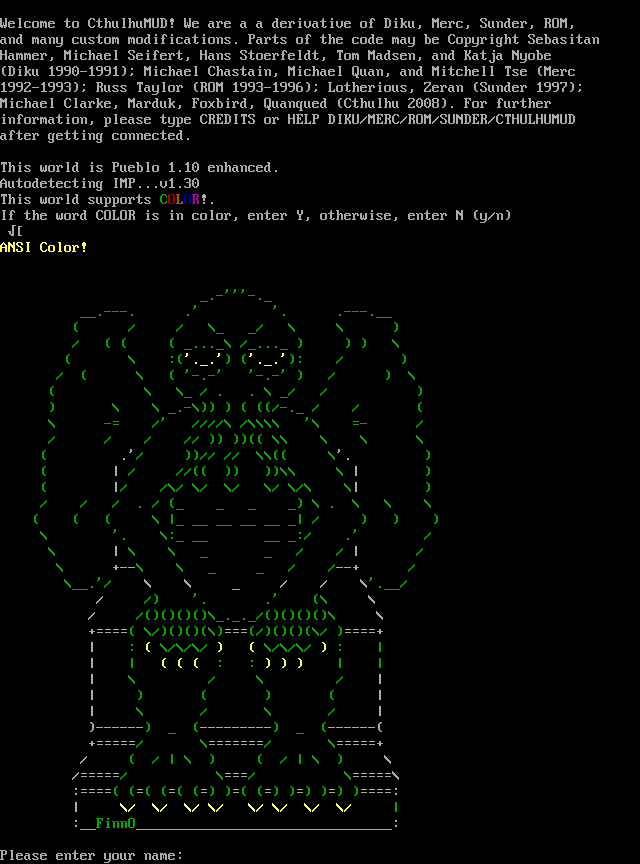 Welcome to CthulhuMUD! We are a a derivative of Diku, Merc, Sunder, ROM,
and many custom modifications. Parts of the code may be Copyright Sebasitan
Hammer, Michael Seifert, Hans Stoerfeldt, Tom Madsen, and Katja Nyobe
(Diku 1990-1991); Michael Chastain, Michael Quan, and Mitchell Tse (Merc
1992-1993); Russ Taylor (ROM 1993-1996); Lotherious, Zeran (Sunder 1997);
Michael Clarke, Marduk, Foxbird, Quanqued (Cthulhu 2008). For further
information, please type CREDITS or HELP DIKU/MERC/ROM/SUNDER/CTHULHUMUD
after getting connected.
This world is Pueblo 1.10 enhanced.
Autodetecting IMP...v1.30
This world supports COLOR!.
If the word COLOR is in color, enter Y, otherwise, enter N (y/n)
√[
ANSI Color!
FinnO
Please enter your name: